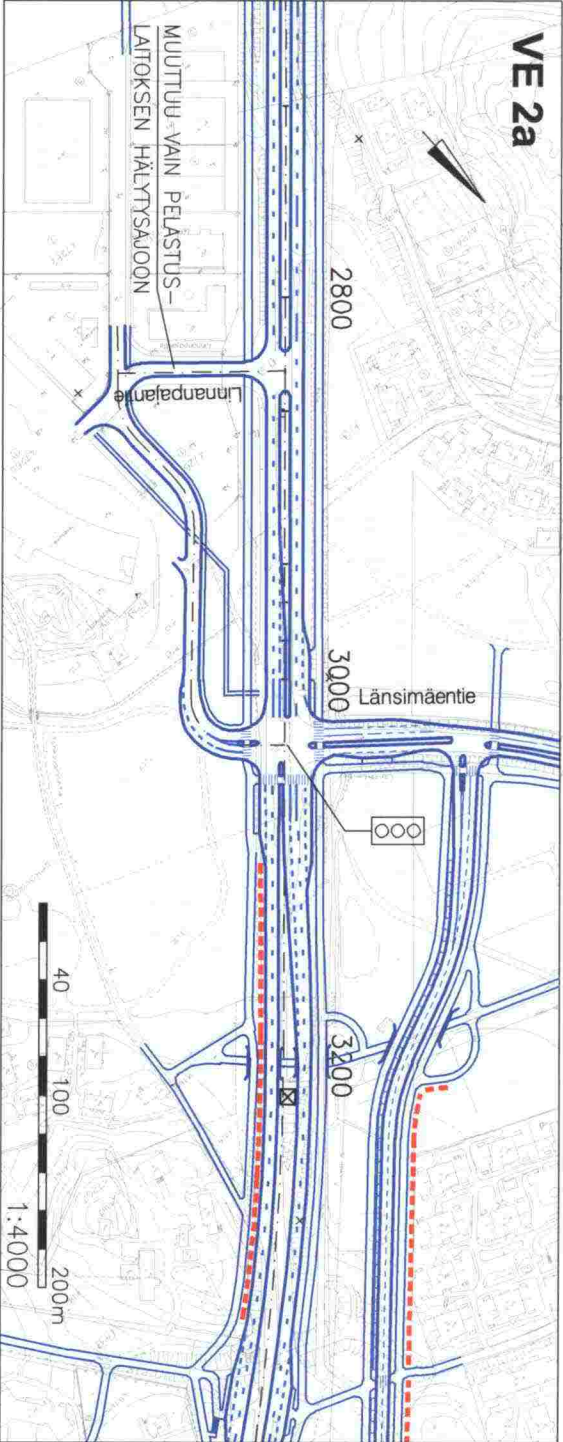 VE 2a
MUUTTUU VAIN PELASTUS-
LAITOKSEN HÄLYTYSAJOON
2800
Linnanpajantie
3000
Länsimäentie
3200
40
100
200m
1:4000